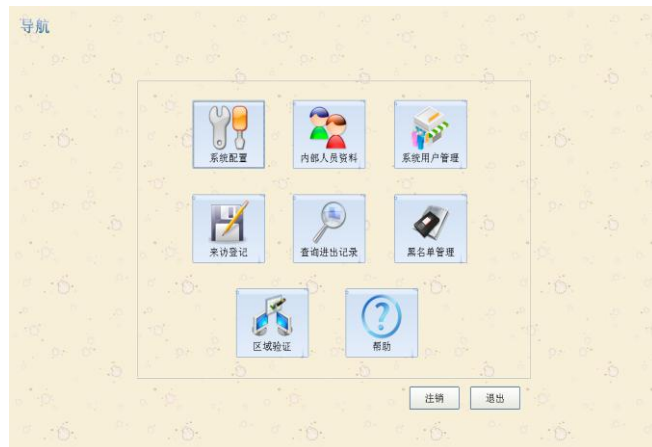 导航
系统配置
内部人员资料
系统用户管理
来访登记
查询进出记录
黑名单管理
区域验证
帮助
注销
退出